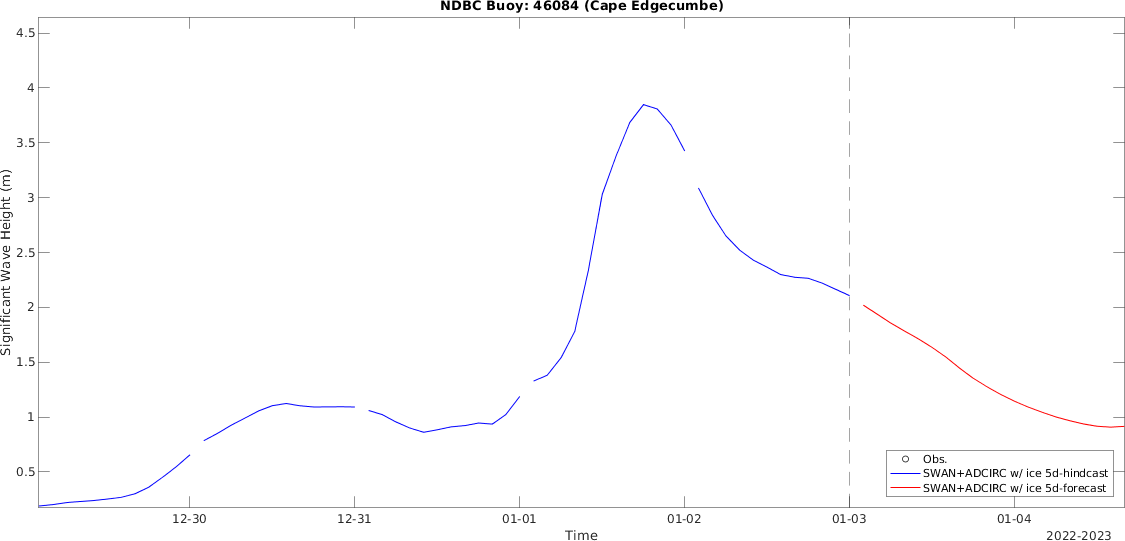 NDBC Buoy: 46084 (Cape Edgecumbe)
4.5
4
3.5
3
2.5
2
1.5
1
0.5
Significant Wave Height (m)
Obs.
SWAN+ADCIRC w/ ice 5d-hindcast
SWAN+ADCIRC w/ ice 5d-forecast
12-30
12-31
01-01
01-02
01-03
01-04
Time
2022-2023